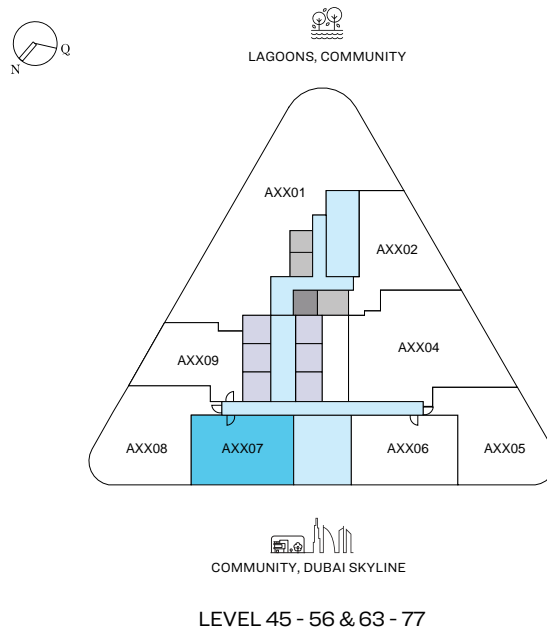 N
Q
LAGOONS, COMMUNITY
AXX01
AXX02
AXX09
AXX04
AXX08
AXX07
AXX06
AXX05
COMMUNITY, DUBAI SKYLINE
LEVEL 45 - 56 & 63 - 77